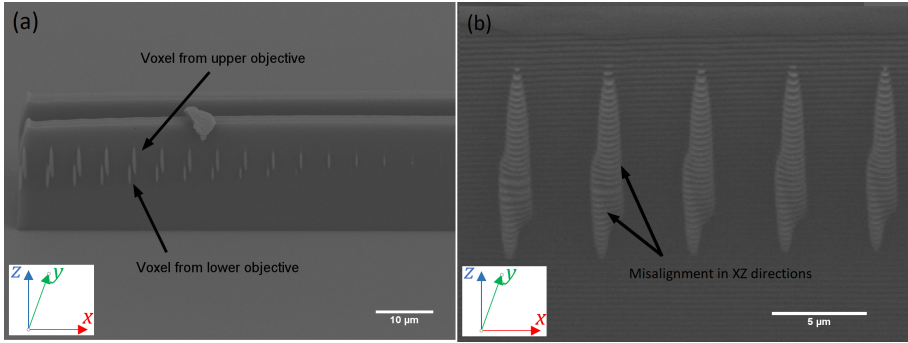 (a)
Voxel from upper objective
Voxel from lower objective
z
y
x
10 µm
(b)
Misalignment in XZ directions
z
y
x
5 µm